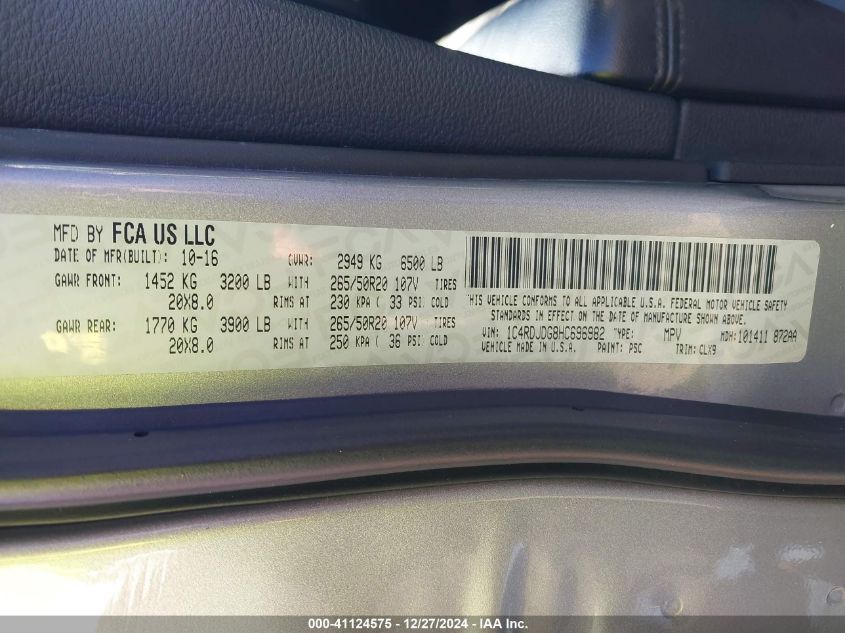 MFD BY FCA US LLC
DATE OF MFR(BUILT): 10-16 GVWR: 2949 KG 6500 LB
GAWR FRONT: 1452 KG 3200 LB WITH 265/50R20 107V TIRES
20X8.0 RIMS AT 230 KPA ( 33 PSI) COLD
GAWR REAR: 1770 KG 3900 LB WITH 265/50R20 107V TIRES
20X8.0 RIMS AT 250 KPA ( 36 PSI) COLD
THIS VEHICLE CONFORMS TO ALL APPLICABLE U.S.A. FEDERAL MOTOR VEHICLE SAFETY
STANDARDS IN EFFECT ON THE DATE OF MANUFACTURE SHOWN ABOVE.
VIN: 1C4RDJDG8HC696982 TYPE: MPV MDH: 101411 872AA
VEHICLE MADE IN U.S.A. PAINT: PSC TRIM: CLX9
000-41124575 - 12/27/2024 - IAA Inc.